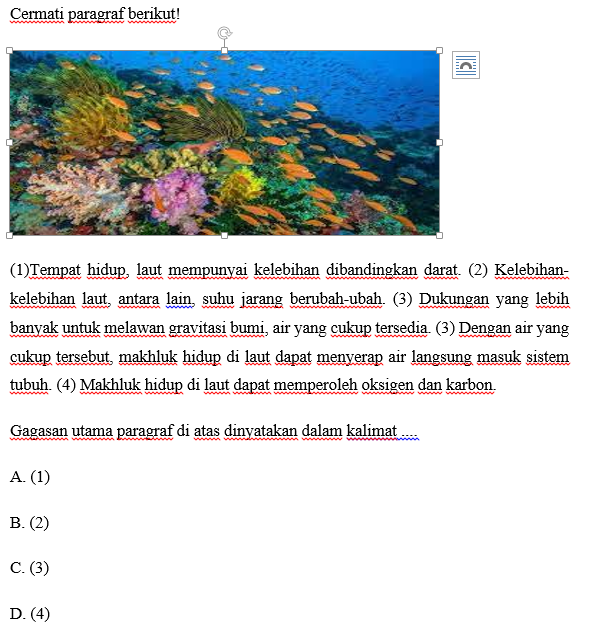 Cermati paragraf berikut!
(1)Tempat hidup, laut mempunyai kelebihan dibandingkan darat. (2) Kelebihan-
kelebihan laut, antara lain, suhu jarang berubah-ubah. (3) Dukungan yang lebih
banyak untuk melawan gravitasi bumi, air yang cukup tersedia. (3) Dengan air yang
cukup tersebut, makhluk hidup di laut dapat menyerap air langsung masuk sistem
tubuh. (4) Makhluk hidup di laut dapat memperoleh oksigen dan karbon.
Gagasan utama paragraf di atas dinyatakan dalam kalimat ....
A. (1)
B. (2)
C. (3)
D. (4)